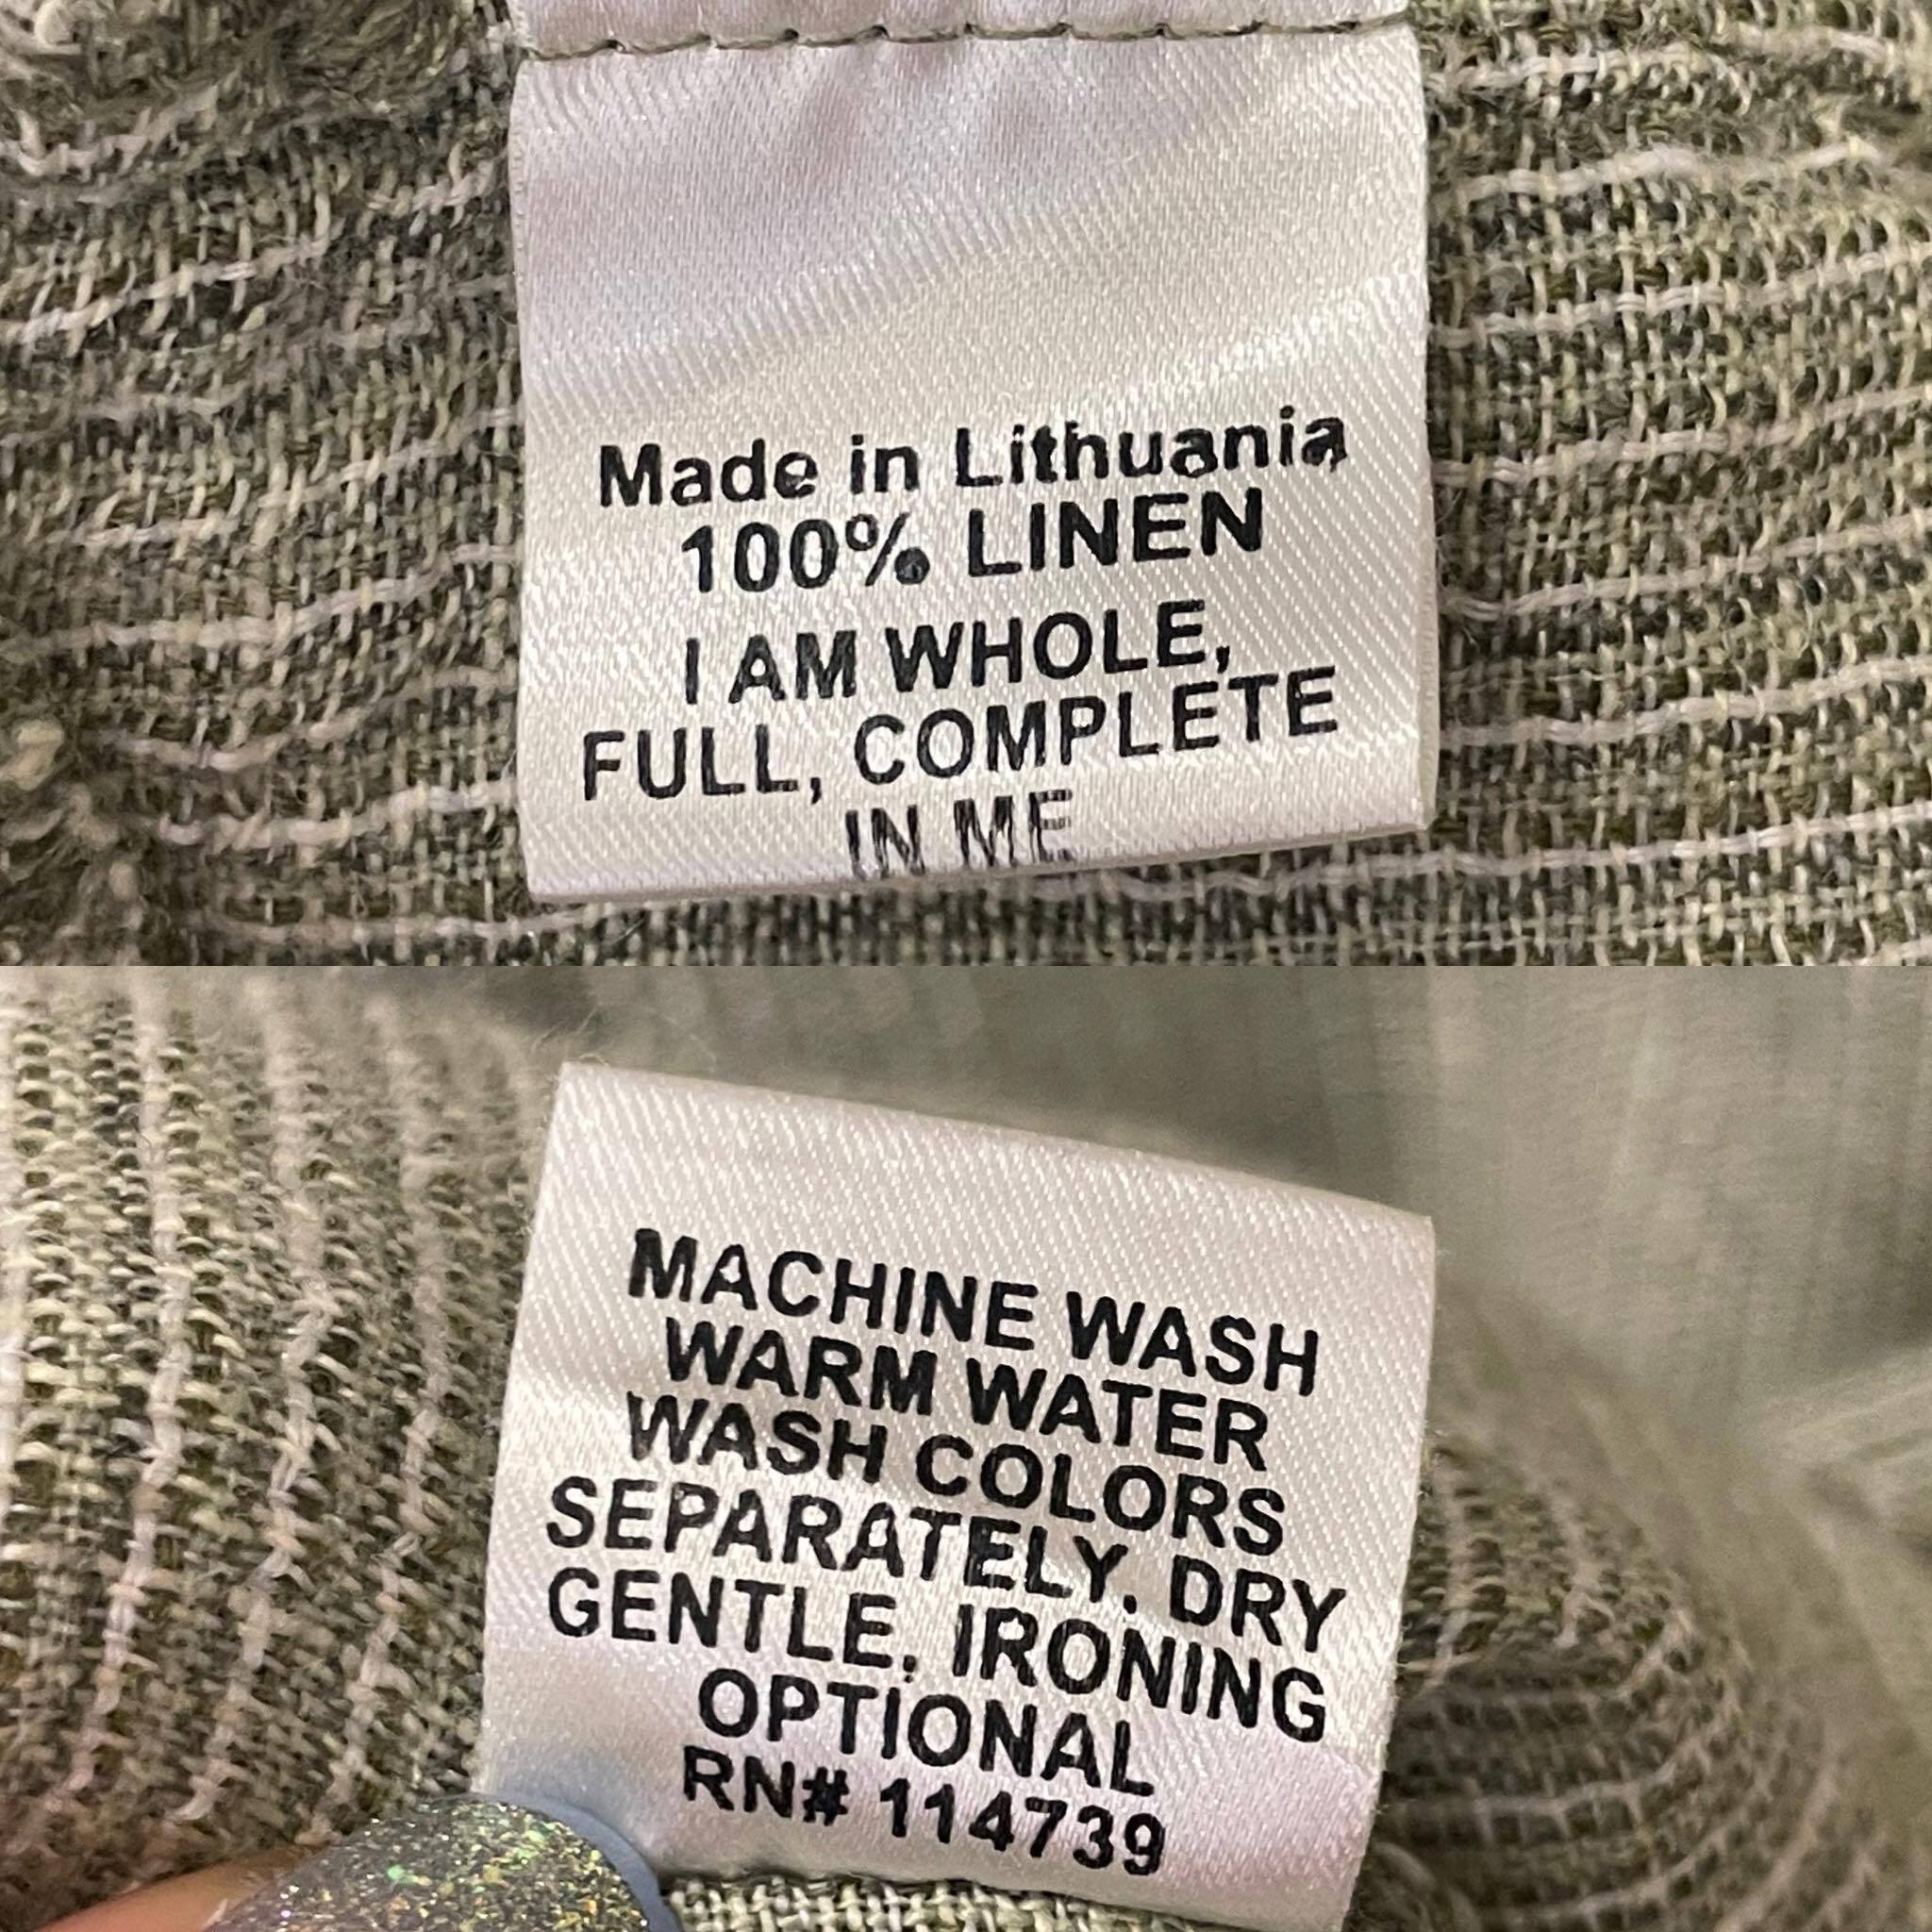 Made in Lithuania
100% LINEN
I AM WHOLE,
FULL, COMPLETE
IN ME
MACHINE WASH
WARM WATER
WASH COLORS
SEPARATELY. DRY
GENTLE, IRONING
OPTIONAL
RN# 114739